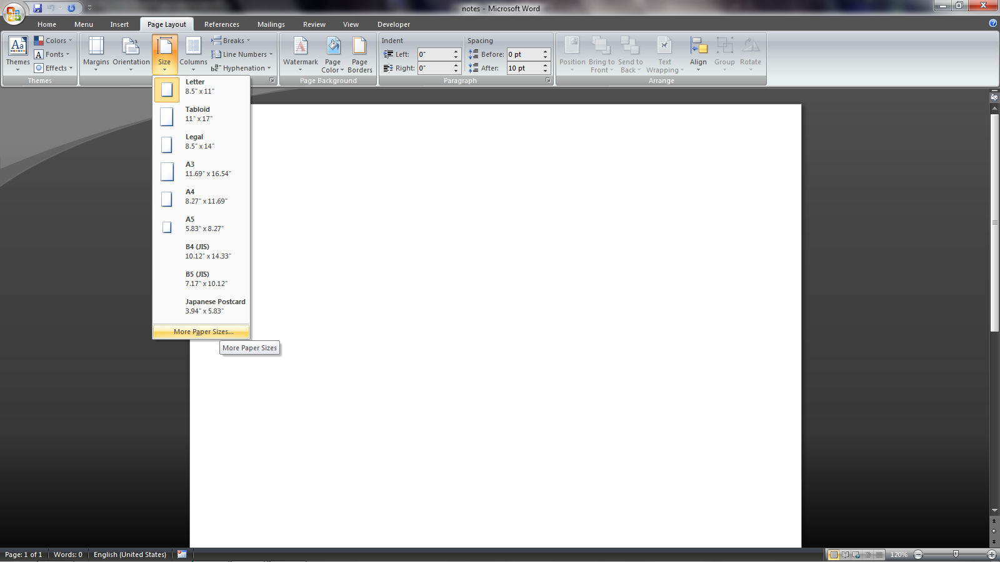 notes - Microsoft Word
Home Menu Insert Page Layout References Mailings Review View Developer
Themes
Colors
Fonts
Effects
Themes
Margins Orientation Size Columns
Breaks
Line Numbers
Hyphenation
Watermark Page Color Page Borders
Page Background
Indent
Left: 0"
Right: 0"
Spacing
Before: 0 pt
After: 10 pt
Paragraph
Position Bring to Front Send to Back Text Wrapping Align Group Rotate
Arrange
Letter
8.5" x 11"
Tabloid
11" x 17"
Legal
8.5" x 14"
A3
11.69" x 16.54"
A4
8.27" x 11.69"
A5
5.83" x 8.27"
B4 (JIS)
10.12" x 14.33"
B5 (JIS)
7.17" x 10.12"
Japanese Postcard
3.94" x 5.83"
More Paper Sizes...
More Paper Sizes
Page: 1 of 1 Words: 0 English (United States) 120%